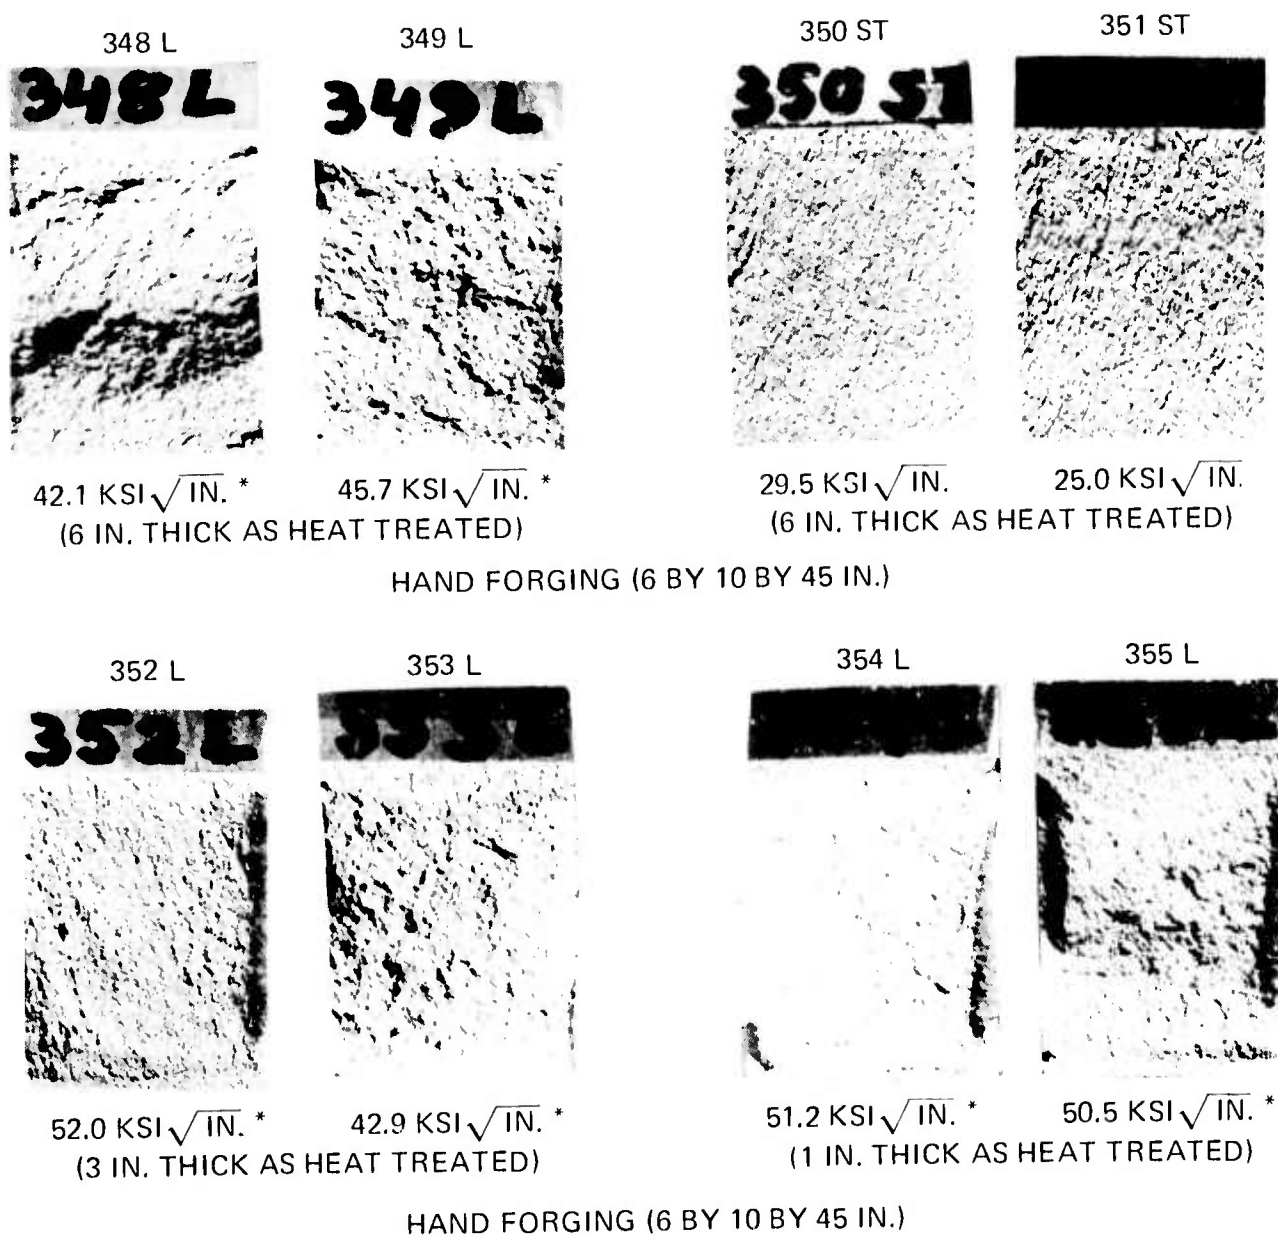 348 L 349 L 350 ST 351 ST
348 L 349 L 350 ST
42.1 KSI√IN. * 45.7 KSI√IN. * 29.5 KSI√IN. 25.0 KSI√IN.
(6 IN. THICK AS HEAT TREATED) (6 IN. THICK AS HEAT TREATED)
HAND FORGING (6 BY 10 BY 45 IN.)
352 L 353 L 354 L 355 L
352 L 353 L
52.0 KSI√IN. * 42.9 KSI√IN. * 51.2 KSI√IN. * 50.5 KSI√IN. *
(3 IN. THICK AS HEAT TREATED) (1 IN. THICK AS HEAT TREATED)
HAND FORGING (6 BY 10 BY 45 IN.)